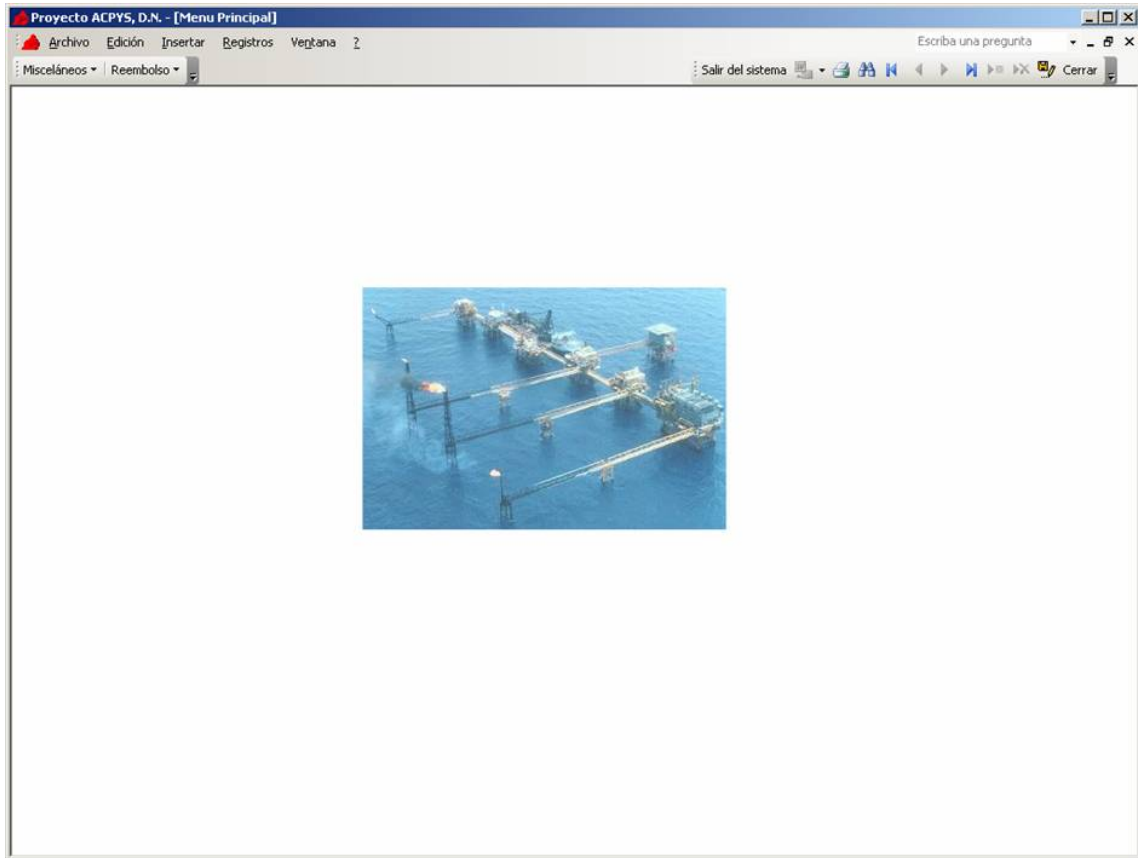 Proyecto ACPYS, D.N. - [Menu Principal]
Archivo Edición Insertar Registros Ventana ? Escriba una pregunta
Misceláneos Reembolso Salir del sistema Cerrar